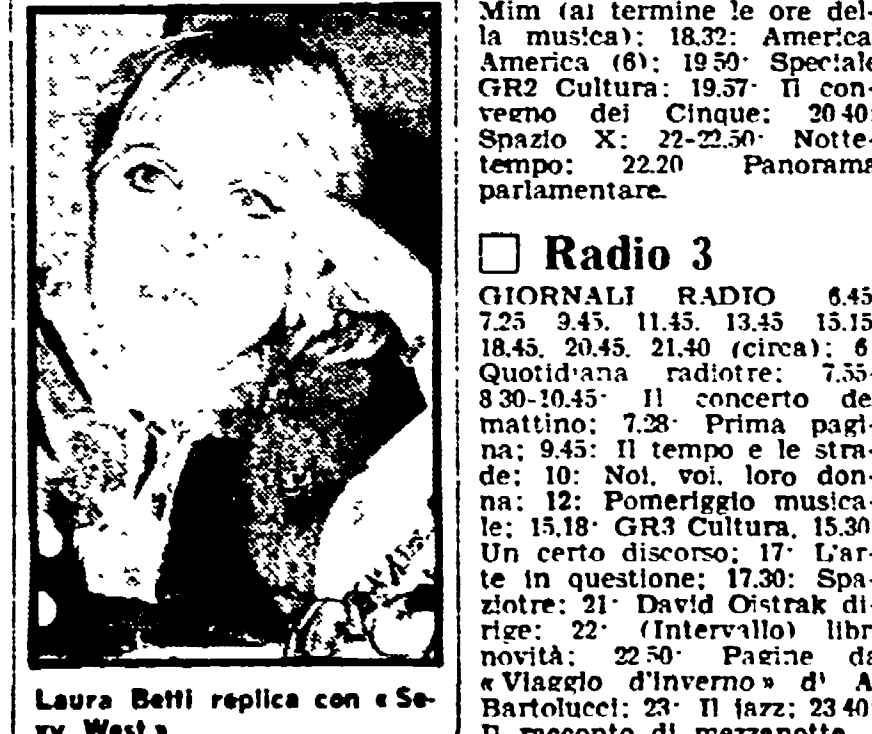 Laura Betti replica con « Se-
xy West »
Mim (al termine le ore del-
la musica); 18.32: America
America (6); 19 50· Speciale
GR2 Cultura; 19.57· Il con-
vegno dei Cinque; 20 40:
Spazio X; 22-22.50· Notte-
tempo; 22.20 Panorama
parlamentare.
□ Radio 3
GIORNALI RADIO 6.45
7.25 9.45. 11.45. 13.45 15.15
18.45. 20.45. 21.40 (circa); 6
Quotidiana radiotre; 7.55-
8 30-10.45· Il concerto de
mattino; 7.28· Prima pagi-
na; 9.45: Il tempo e le stra-
de; 10: Noi, voi, loro don-
na; 12: Pomeriggio musica-
le; 15.18· GR3 Cultura, 15.30
Un certo discorso; 17· L'ar-
te in questione; 17.30: Spa-
ziotre; 21· David Oistrak di-
rige; 22· (Intervallo) libr
novità; 22 50· Pagine da
« Viaggio d'inverno » d' A
Bartolucci; 23· Il jazz; 23 40·
Il racconto di mezzanotte